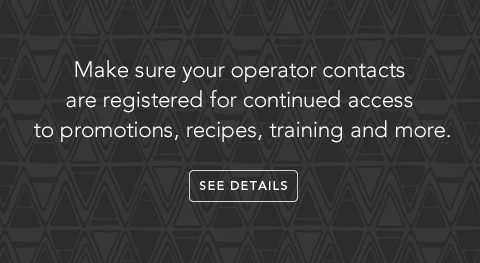 Make sure your operator contacts
are registered for continued access
to promotions, recipes, training and more.
SEE DETAILS